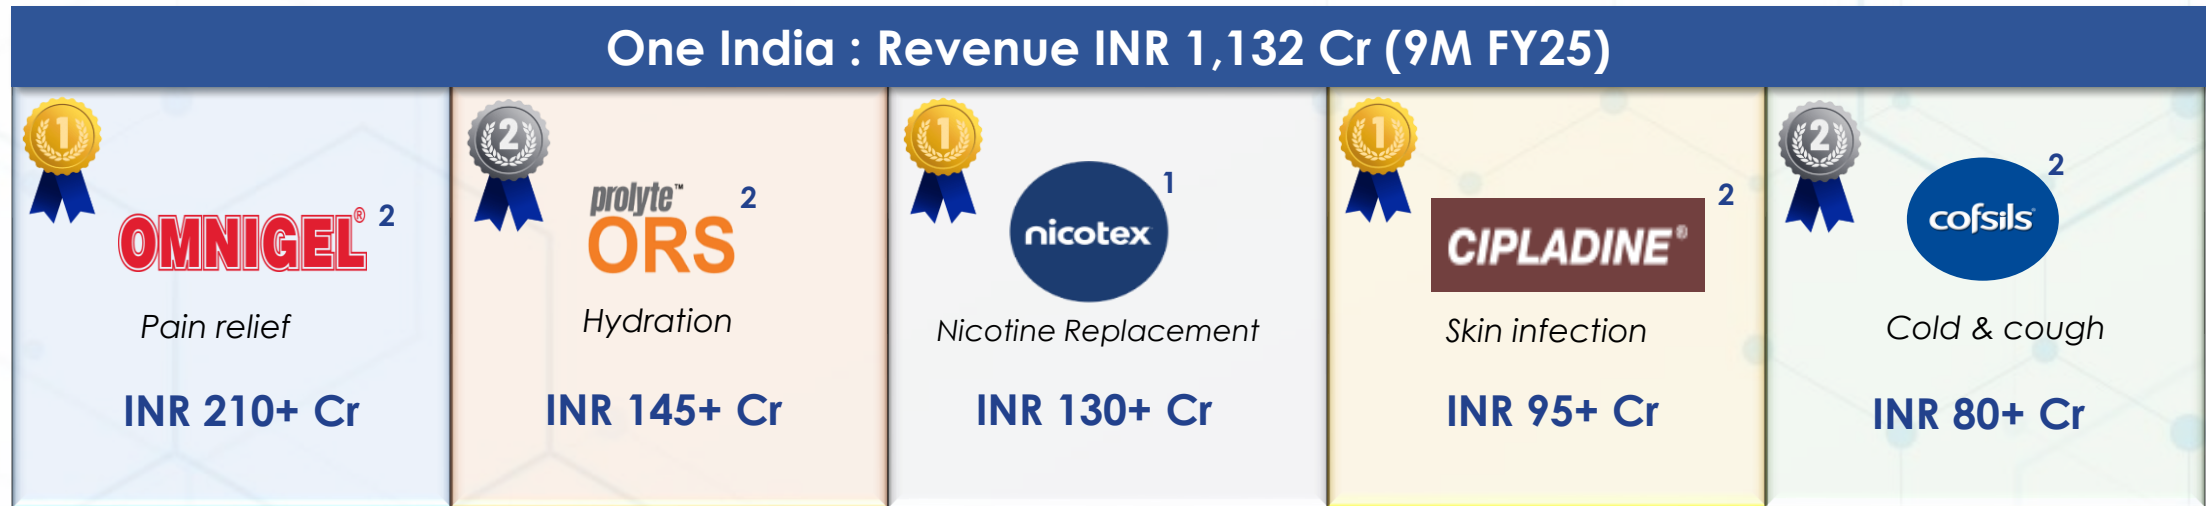 One India : Revenue INR 1,132 Cr (9M FY25)
1
OMNIGEL® 2
Pain relief
INR 210+ Cr
2
prolyte™ 2
ORS
Hydration
INR 145+ Cr
1
nicotex 1
Nicotine Replacement
INR 130+ Cr
1
CIPLADINE® 2
Skin infection
INR 95+ Cr
2
cofsils 2
Cold & cough
INR 80+ Cr